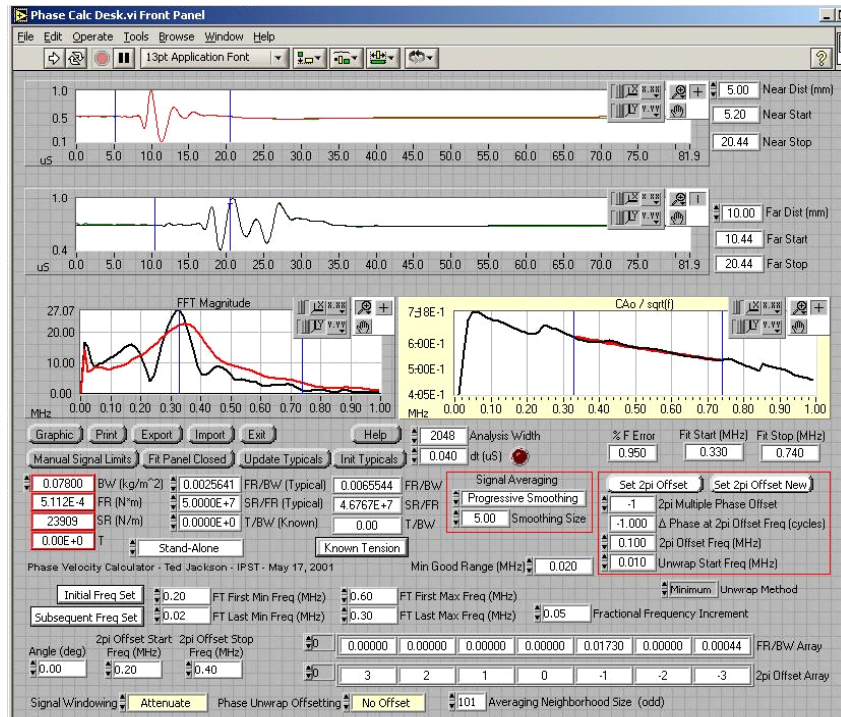 Phase Calc Desk.vi Front Panel
File Edit Operate Tools Browse Window Help
13pt Application Font
1.0
0.5
0.1
uS
0.0 5.0 10.0 15.0 20.0 25.0 30.0 35.0 40.0 45.0 50.0 55.0 60.0 65.0 70.0 75.0 81.9
5.00 Near Dist (mm)
5.20 Near Start
20.44 Near Stop
1.0
0.4
uS
0.0 5.0 10.0 15.0 20.0 25.0 30.0 35.0 40.0 45.0 50.0 55.0 60.0 65.0 70.0 75.0 81.9
10.00 Far Dist (mm)
10.44 Far Start
20.44 Far Stop
FFT Magnitude
27.07
20.00
10.00
0.00
MHz
0.00 0.10 0.20 0.30 0.40 0.50 0.60 0.70 0.80 0.90 1.00
CAo / sqrt(f)
7.18E-1
6.00E-1
5.00E-1
4.05E-1
MHz
0.00 0.10 0.20 0.30 0.40 0.50 0.60 0.70 0.80 0.90 1.00
Graphic Print Export Import Exit Help
2048 Analysis Width
% F Error Fit Start (MHz) Fit Stop (MHz)
Manual Signal Limits Fit Panel Closed Update Typicals Init Typicals
0.040 dt (uS)
0.950 0.330 0.740
0.07800 BW (kg/m^2) 0.0025641 FR/BW (Typical) 0.0065544 FR/BW
5.112E-4 FR (N*m) 5.0000E+7 SR/FR (Typical) 4.6767E+7 SR/FR
23909 SR (N/m) 0.0000E+0 T/BW (Known) 0.00 T/BW
0.00E+0 T
Stand-Alone Known Tension
Signal Averaging
Progressive Smoothing
5.00 Smoothing Size
Set 2pi Offset Set 2pi Offset New
-1 2pi Multiple Phase Offset
-1.000 Δ Phase at 2pi Offset Freq (cycles)
0.100 2pi Offset Freq (MHz)
0.010 Unwrap Start Freq (MHz)
Phase Velocity Calculator - Ted Jackson - IPST - May 17, 2001
Min Good Range (MHz) 0.020
Minimum Unwrap Method
Initial Freq Set 0.20 FT First Min Freq (MHz) 0.60 FT First Max Freq (MHz)
Subsequent Freq Set 0.02 FT Last Min Freq (MHz) 0.30 FT Last Max Freq (MHz) 0.05 Fractional Frequency Increment
Angle (deg) 2pi Offset Start Freq (MHz) 2pi Offset Stop Freq (MHz)
0.00 0.20 0.40
0 0.00000 0.00000 0.00000 0.00000 0.01730 0.00000 0.00044 FR/BW Array
0 3 2 1 0 -1 -2 -3 2pi Offset Array
Signal Windowing Attenuate Phase Unwrap Offsetting No Offset 101 Averaging Neighborhood Size (odd)